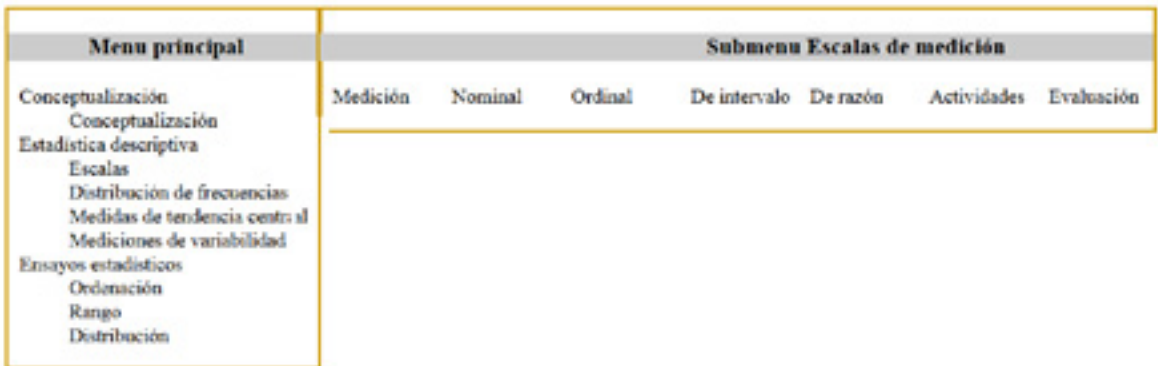 Menu principal
Submenu Escalas de medición
Conceptualización
Conceptualización
Estadística descriptiva
Escalas
Distribución de frecuencias
Medidas de tendencia central
Mediciones de variabilidad
Ensayos estadísticos
Ordenación
Rango
Distribución
Medición Nominal Ordinal De intervalo De razón Actividades Evaluación